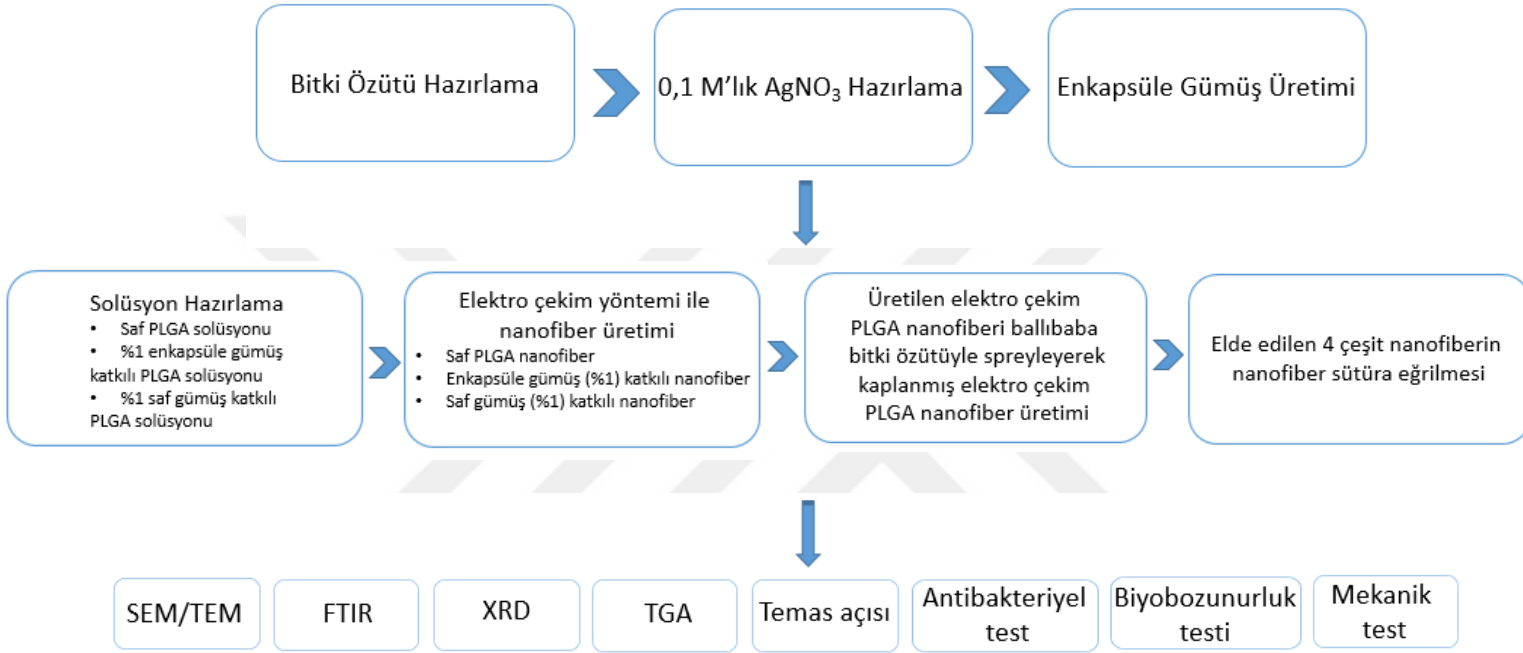 Bitki Özütü Hazırlama
0,1 M’lık AgNO₃ Hazırlama
Enkapsüle Gümüş Üretimi
Solüsyon Hazırlama
• Saf PLGA solüsyonu
• %1 enkapsüle gümüş
katkılı PLGA solüsyonu
• %1 saf gümüş katkılı
PLGA solüsyonu
Elektro çekim yöntemi ile
nanofiber üretimi
• Saf PLGA nanofiber
• Enkapsüle gümüş (%1) katkılı nanofiber
• Saf gümüş (%1) katkılı nanofiber
Üretilen elektro çekim
PLGA nanofiberi ballıbaba
bitki özütüyle spreyleyerek
kaplanmış elektro çekim
PLGA nanofiber üretimi
Elde edilen 4 çeşit nanofiberin
nanofiber sütüra eğrilmesi
SEM/TEM
FTIR
XRD
TGA
Temas açısı
Antibakteriyel
test
Biyobozunurluk
testi
Mekanik
test